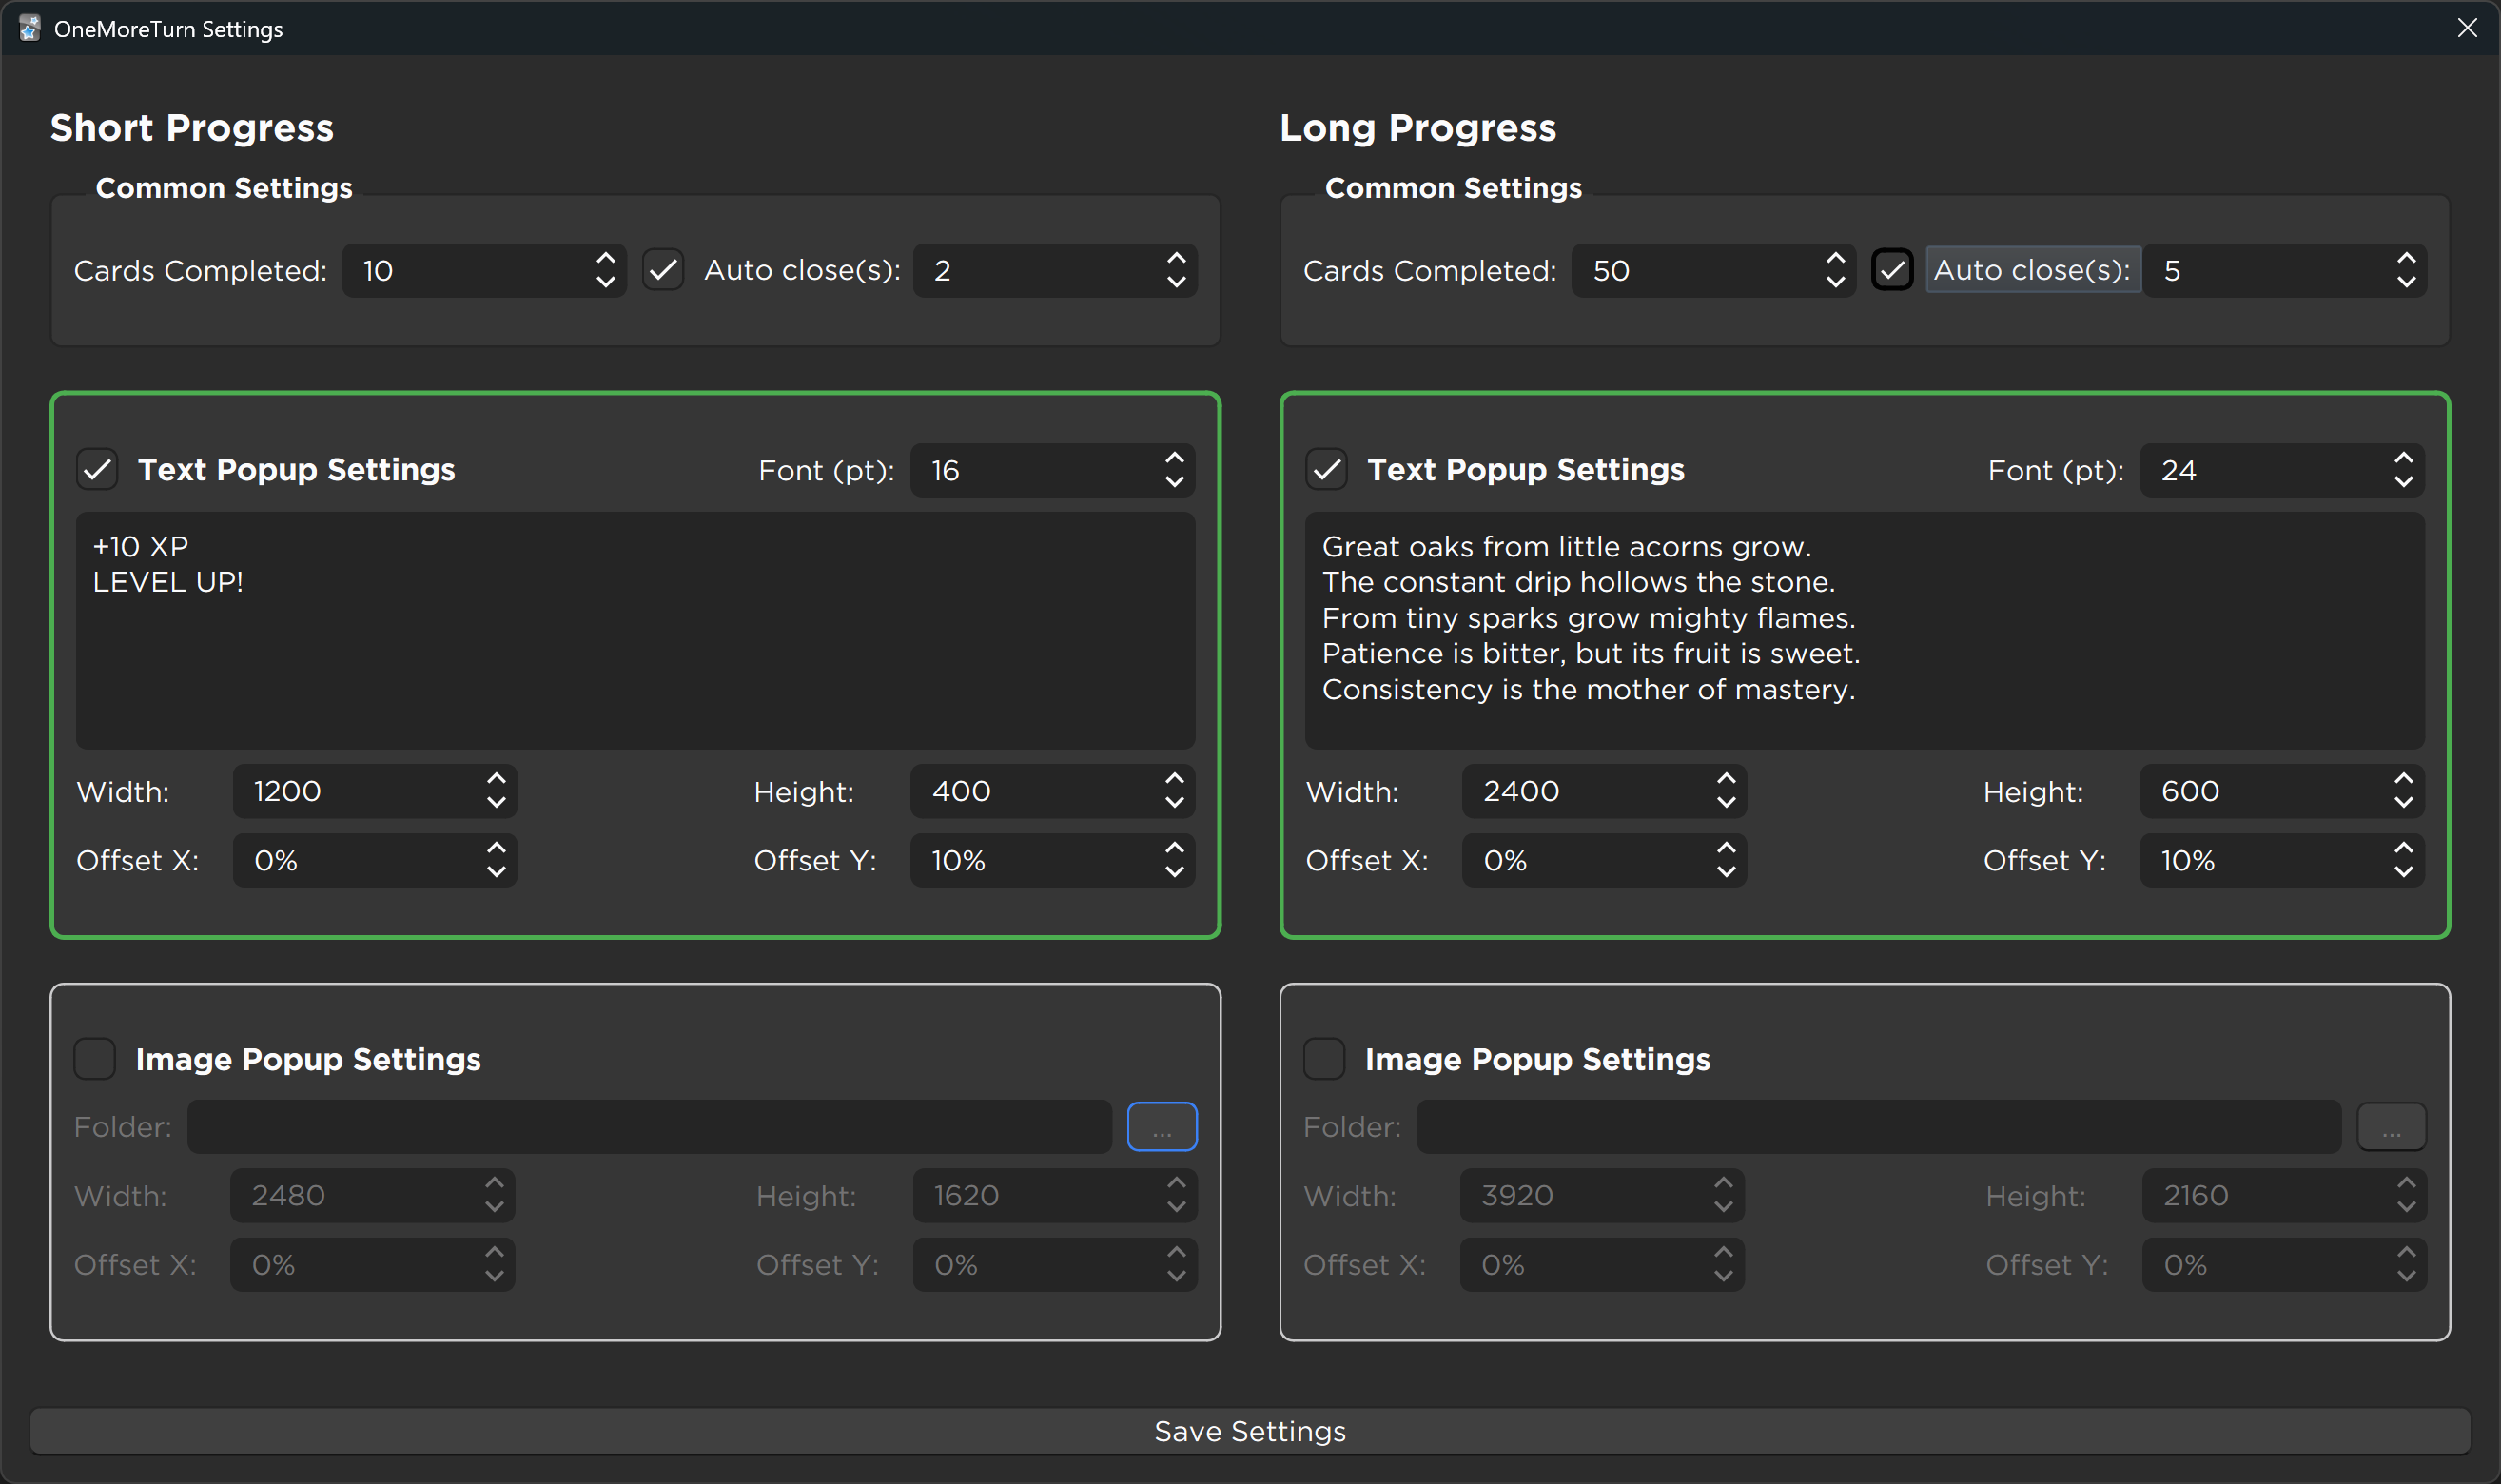 OneMoreTurn Settings
Short Progress
Common Settings
Cards Completed: 10 Auto close(s): 2
Text Popup Settings Font (pt): 16
+10 XP
LEVEL UP!
Width: 1200 Height: 400
Offset X: 0% Offset Y: 10%
Image Popup Settings
Folder: ...
Width: 2480 Height: 1620
Offset X: 0% Offset Y: 0%
Long Progress
Common Settings
Cards Completed: 50 Auto close(s): 5
Text Popup Settings Font (pt): 24
Great oaks from little acorns grow.
The constant drip hollows the stone.
From tiny sparks grow mighty flames.
Patience is bitter, but its fruit is sweet.
Consistency is the mother of mastery.
Width: 2400 Height: 600
Offset X: 0% Offset Y: 10%
Image Popup Settings
Folder: ...
Width: 3920 Height: 2160
Offset X: 0% Offset Y: 0%
Save Settings